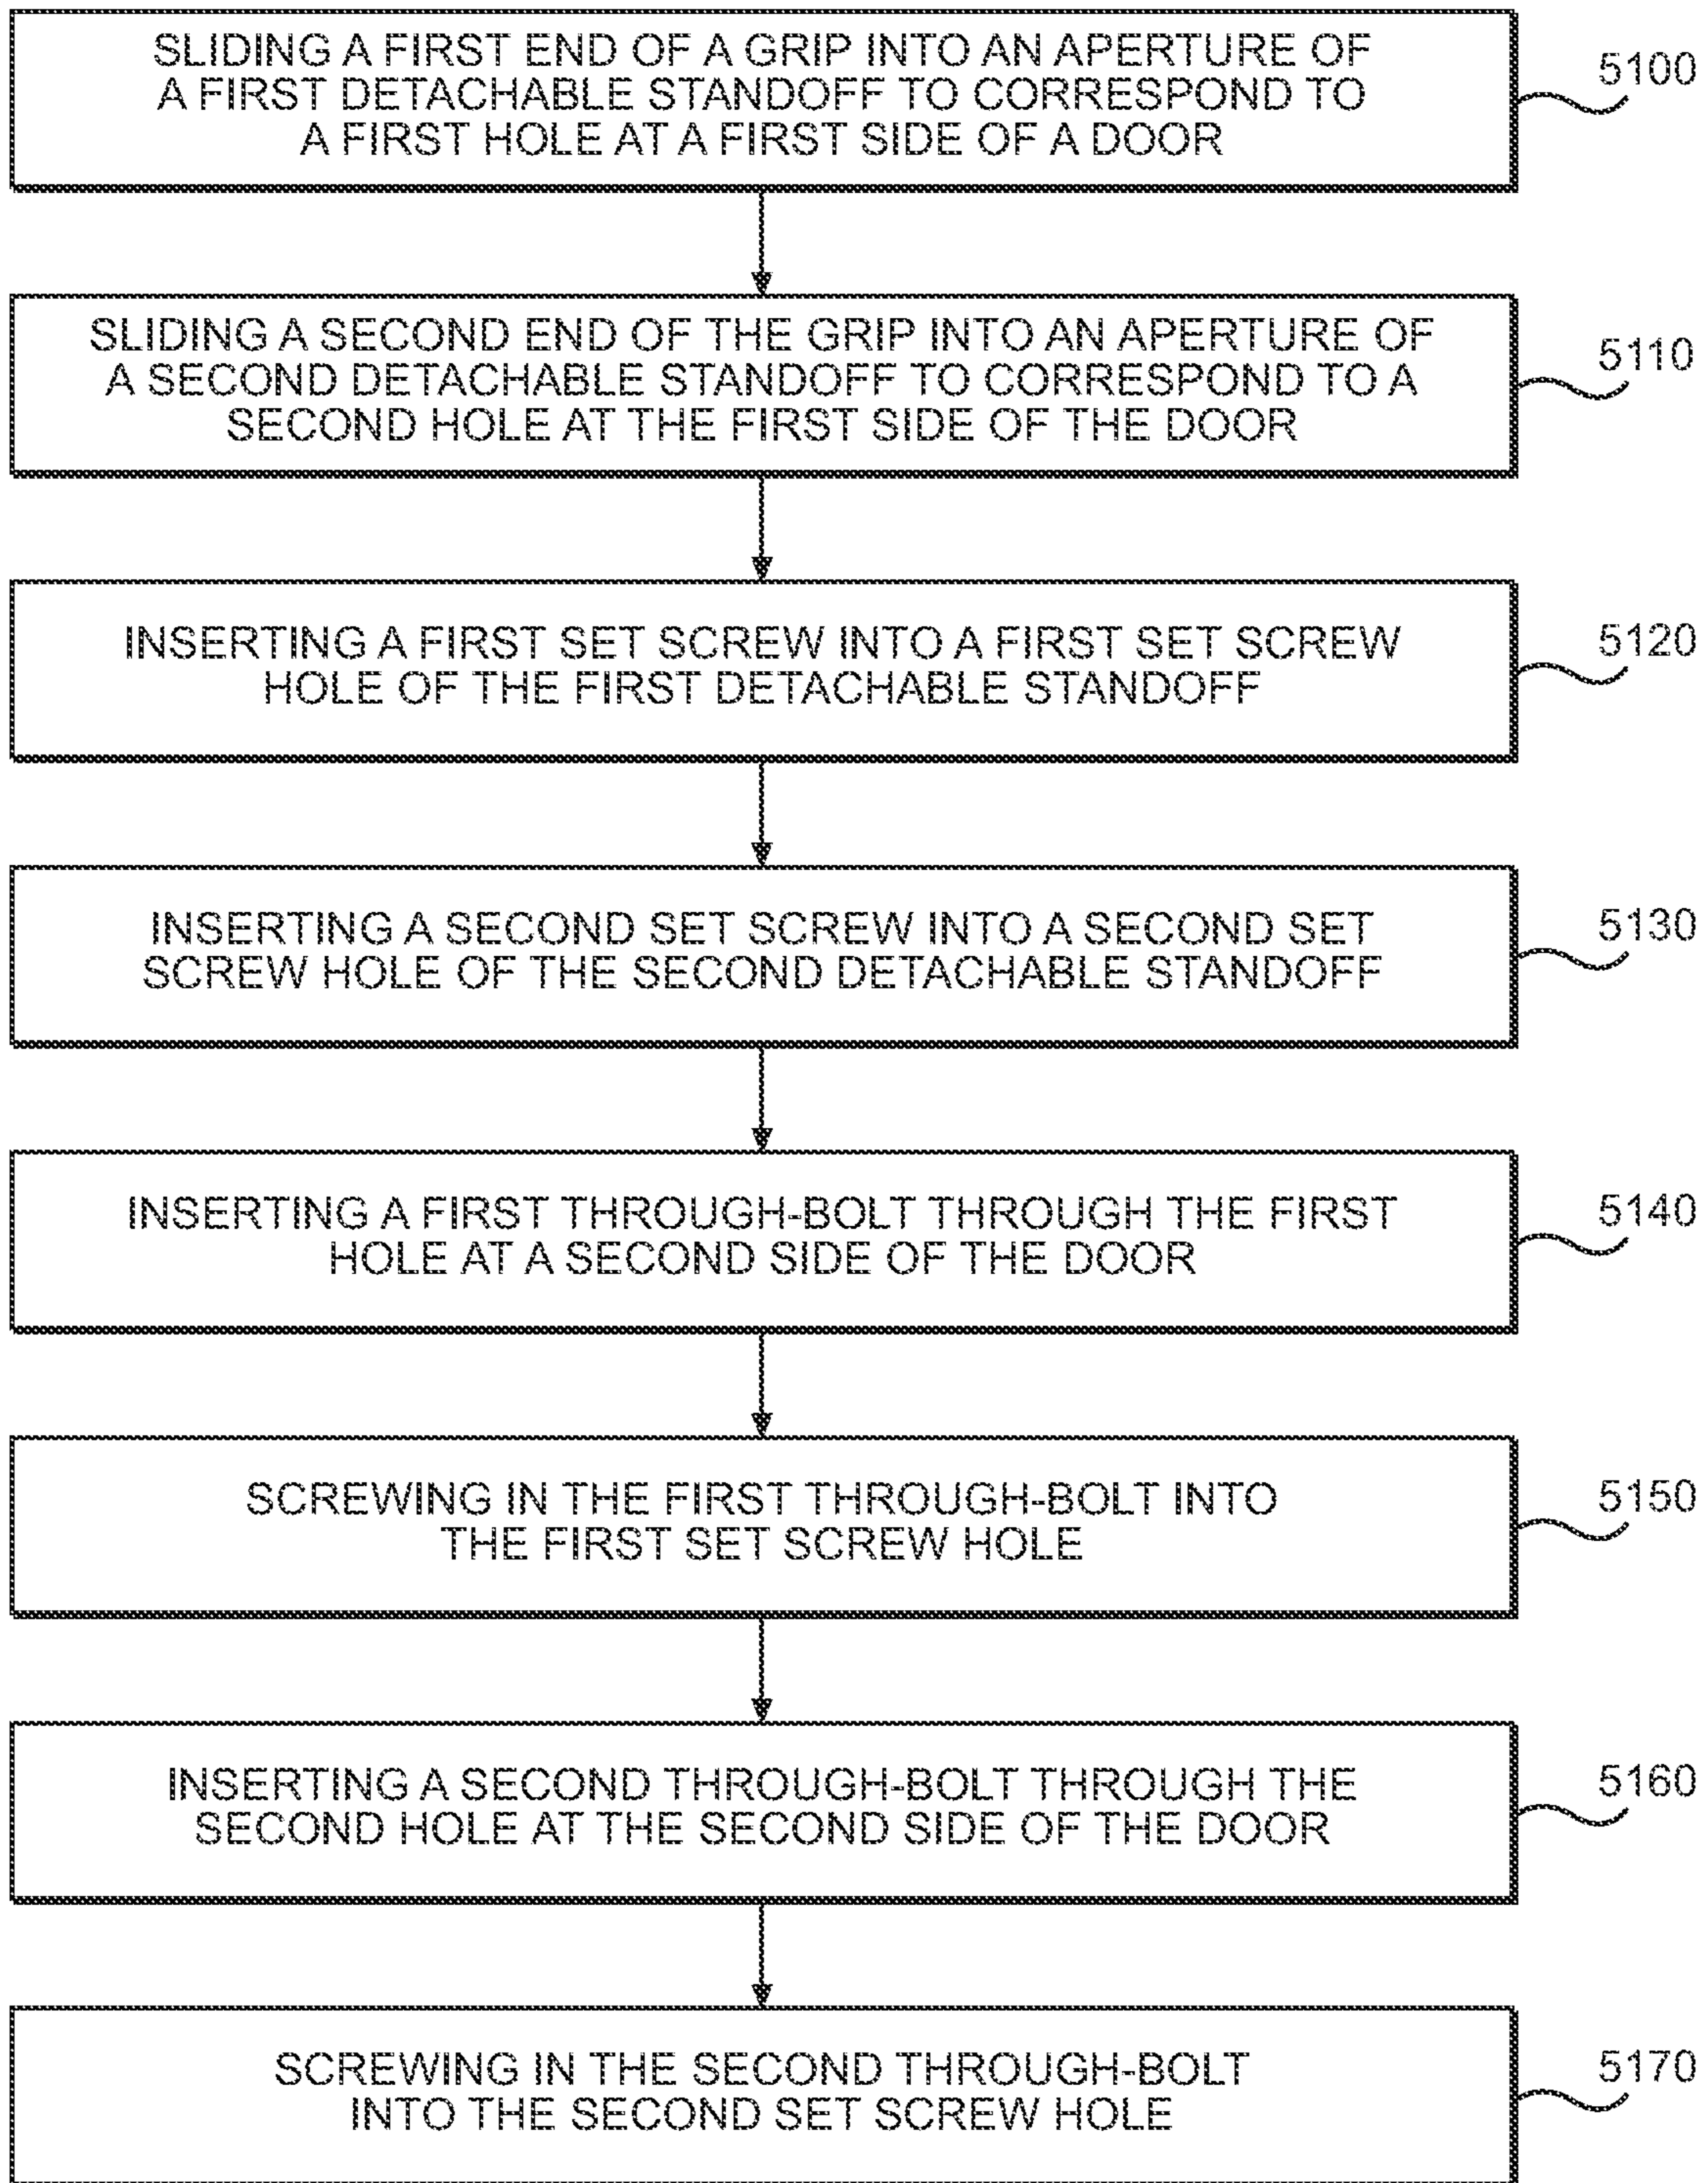 SLIDING A FIRST END OF A GRIP INTO AN APERTURE OF
A FIRST DETACHABLE STANDOFF TO CORRESPOND TO
A FIRST HOLE AT A FIRST SIDE OF A DOOR
5100
SLIDING A SECOND END OF THE GRIP INTO AN APERTURE OF
A SECOND DETACHABLE STANDOFF TO CORRESPOND TO A
SECOND HOLE AT THE FIRST SIDE OF THE DOOR
5110
INSERTING A FIRST SET SCREW INTO A FIRST SET SCREW
HOLE OF THE FIRST DETACHABLE STANDOFF
5120
INSERTING A SECOND SET SCREW INTO A SECOND SET
SCREW HOLE OF THE SECOND DETACHABLE STANDOFF
5130
INSERTING A FIRST THROUGH-BOLT THROUGH THE FIRST
HOLE AT A SECOND SIDE OF THE DOOR
5140
SCREWING IN THE FIRST THROUGH-BOLT INTO
THE FIRST SET SCREW HOLE
5150
INSERTING A SECOND THROUGH-BOLT THROUGH THE
SECOND HOLE AT THE SECOND SIDE OF THE DOOR
5160
SCREWING IN THE SECOND THROUGH-BOLT
INTO THE SECOND SET SCREW HOLE
5170